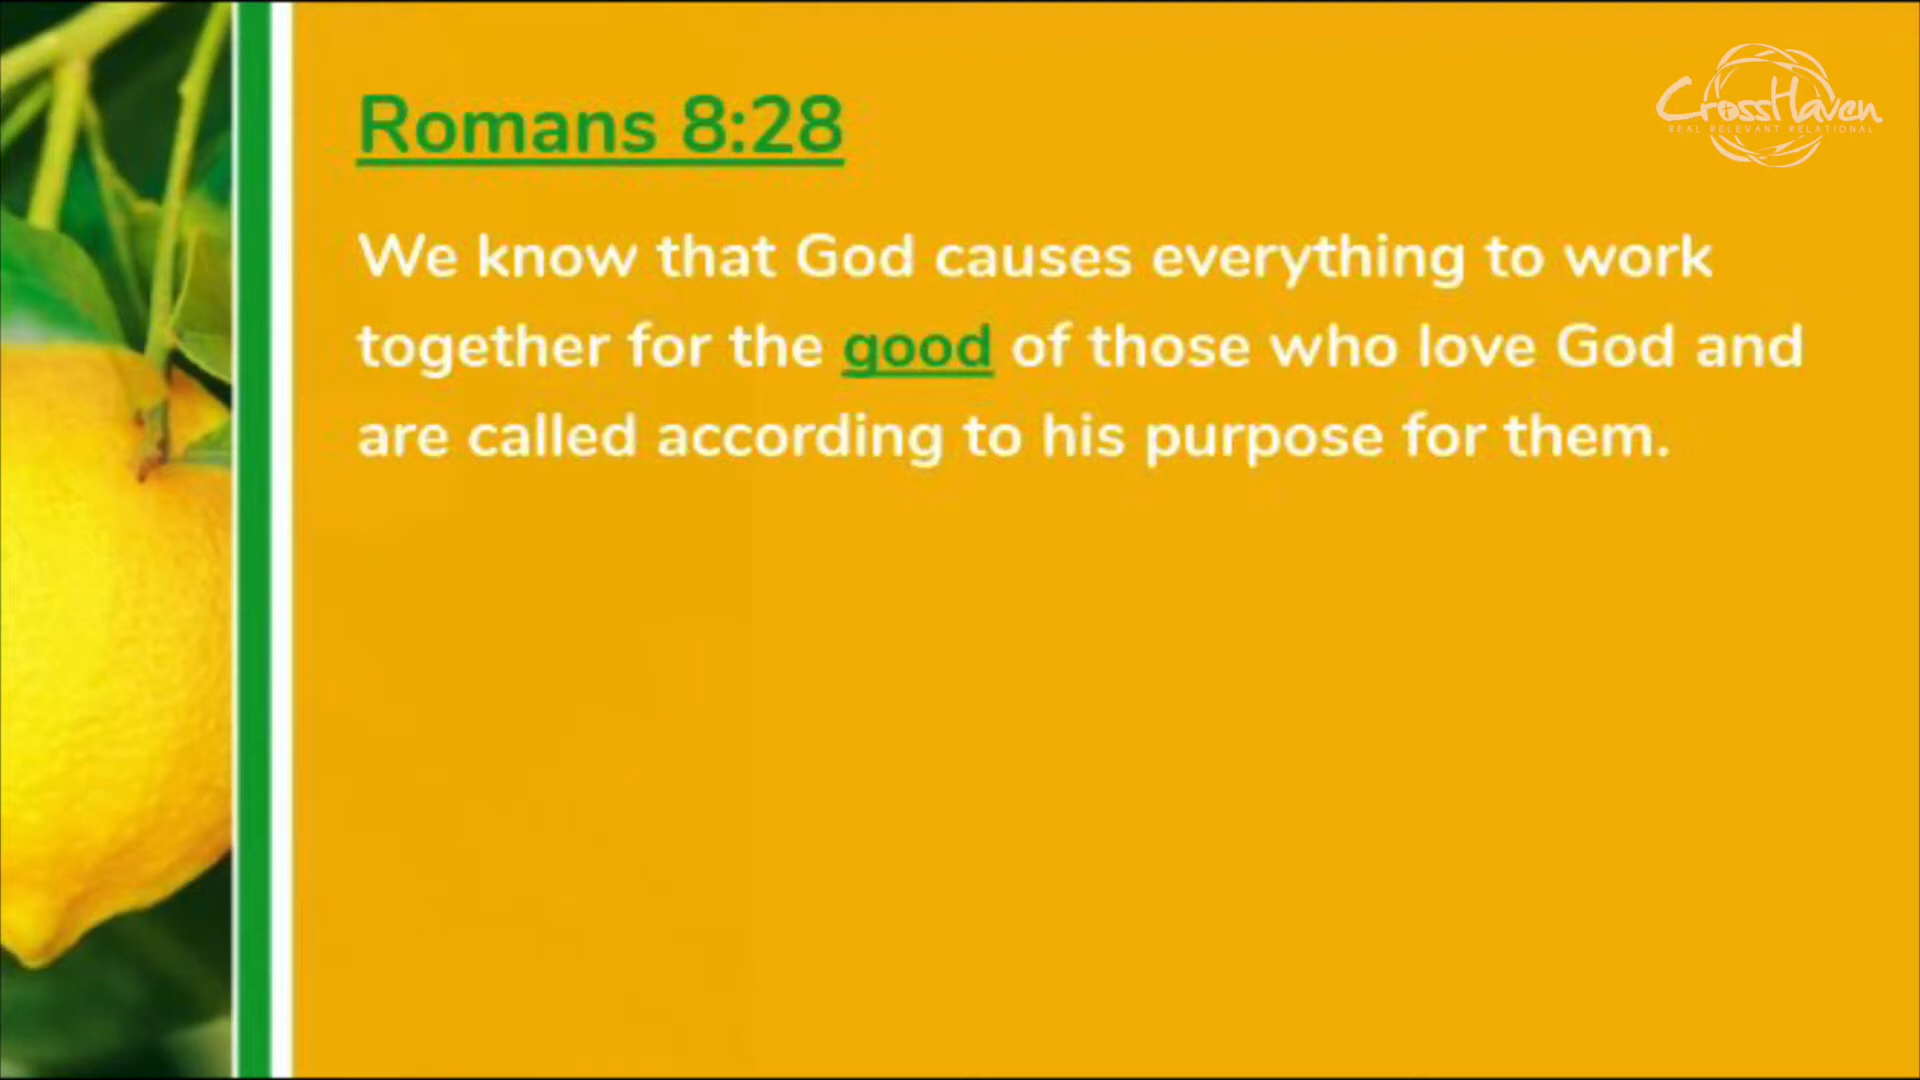 CrossHaven
REAL RELEVANT RELATIONAL
Romans 8:28
We know that God causes everything to work
together for the good of those who love God and
are called according to his purpose for them.